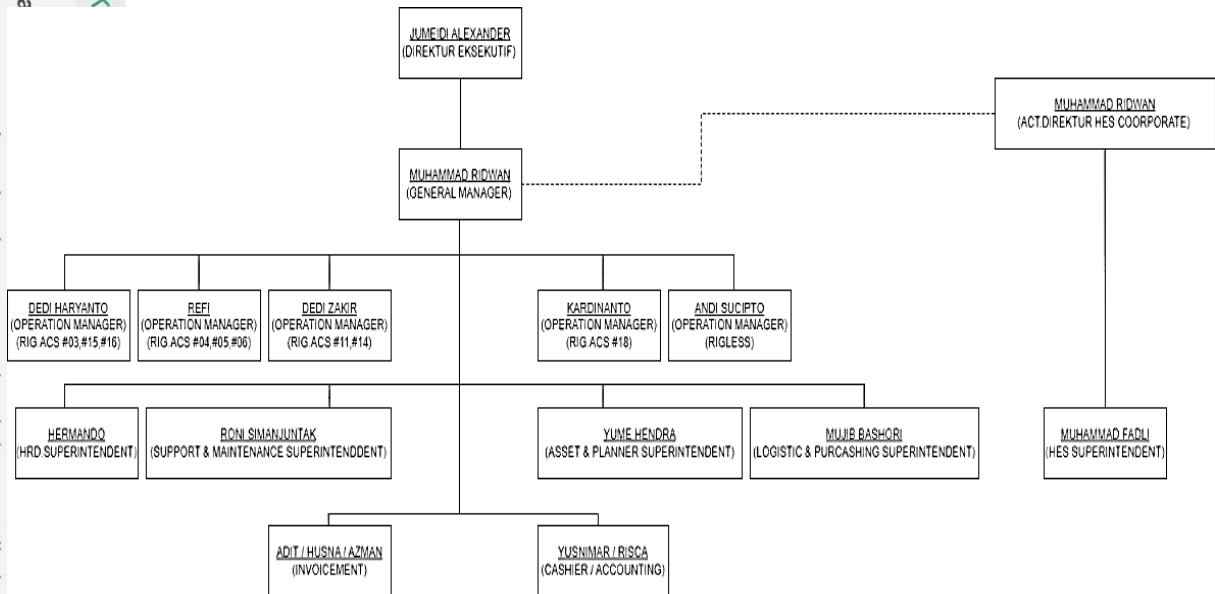 JUMEIDI ALEXANDER
(DIREKTUR EKSEKUTIF)
MUHAMMAD RIDWAN
(ACT.DIREKTUR HES COORPORATE)
MUHAMMAD RIDWAN
(GENERAL MANAGER)
DEDI HARYANTO
(OPERATION MANAGER)
(RIG.ACS #03,#15,#16)
REFI
(OPERATION MANAGER)
(RIG.ACS #04,#05,#06)
DEDI ZAKIR
(OPERATION MANAGER)
(RIG.ACS #11,#14)
KARDINANTO
(OPERATION MANAGER)
(RIG.ACS #18)
ANDI SUCIPTO
(OPERATION MANAGER)
(RIGLESS)
HERMANDO
(HRD.SUPERINTENDENT)
RONI SIMANJUNTAK
(SUPPORT & MAINTENANCE SUPERINTENDDENT)
YUME HENDRA
(ASSET & PLANNER SUPERINTENDENT)
MUJIB BASHORI
(LOGISTIC & PURCASHING SUPERINTENDENT)
MUHAMMAD FADLI
(HES SUPERINTENDENT)
ADIT / HUSNA / AZMAN
(INVOICEMENT)
YUSNIMAR / RISCA
(CASHIER / ACCOUNTING)